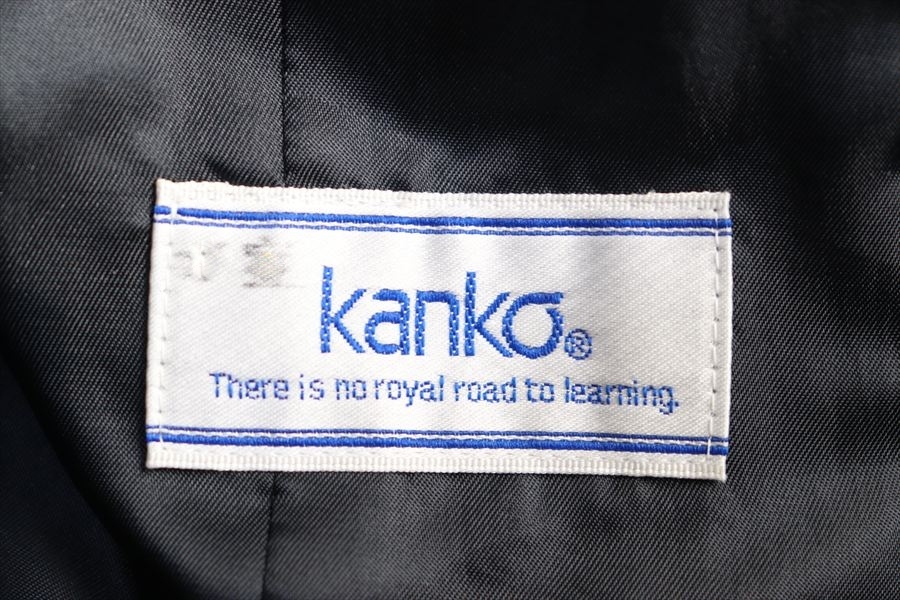 kanko®
There is no royal road to learning.